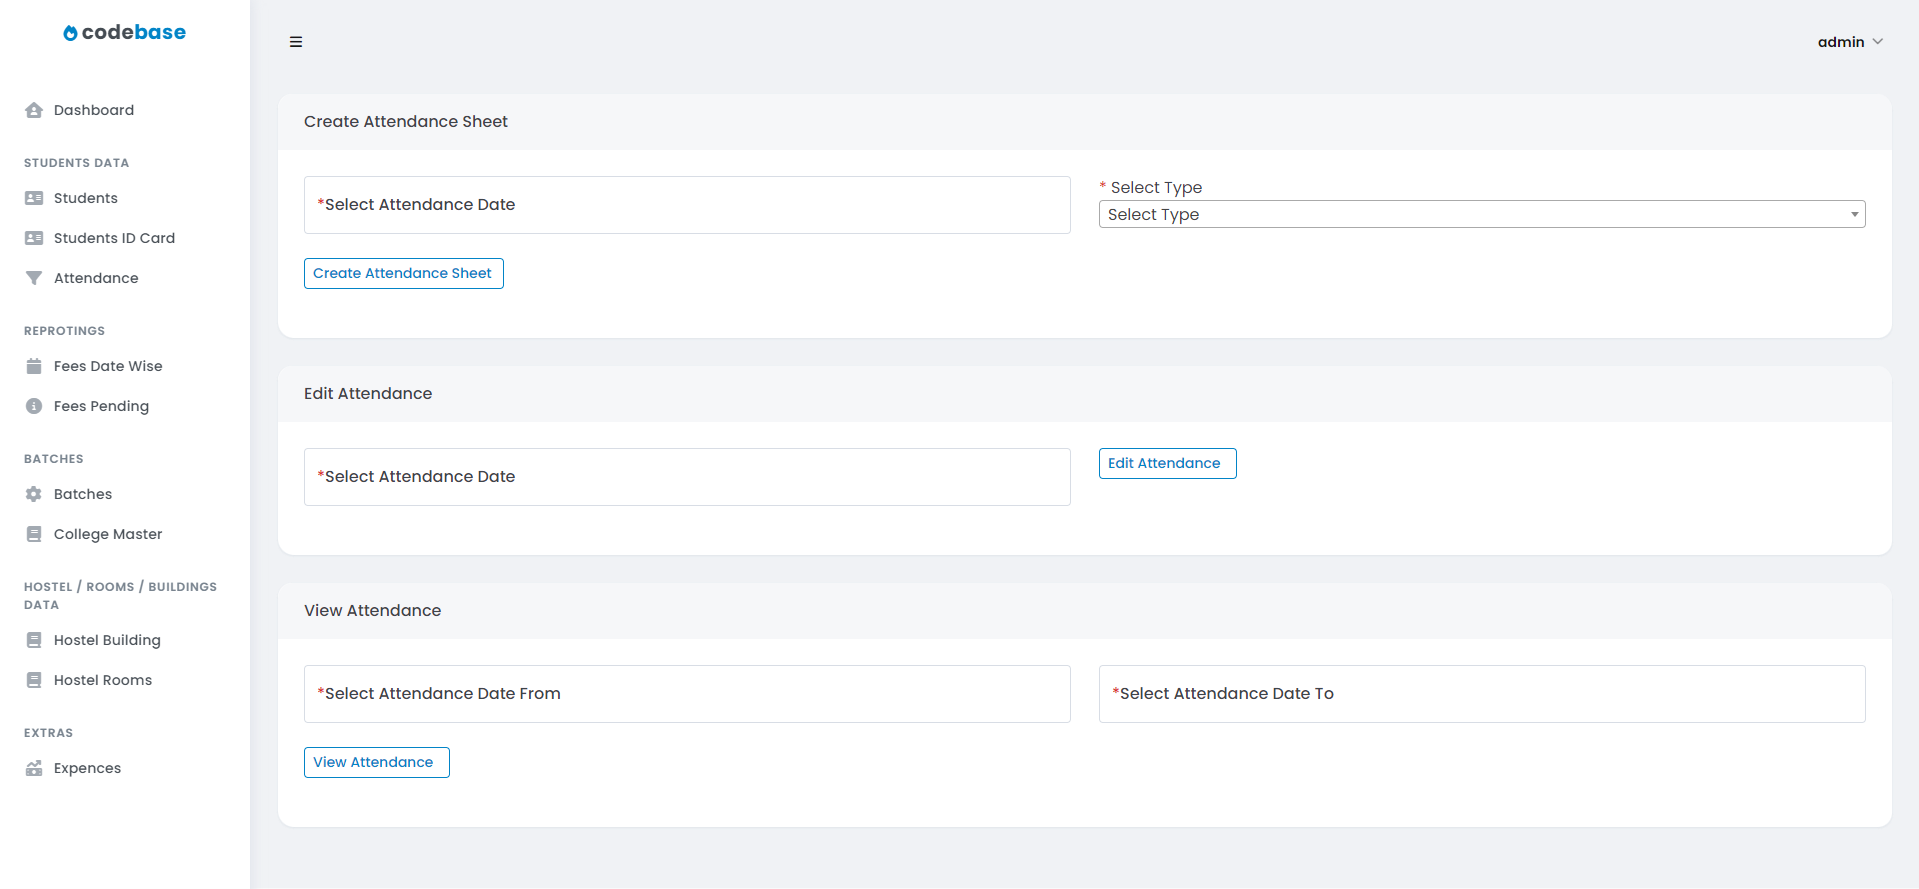 codebase
admin
Dashboard
STUDENTS DATA
Students
Students ID Card
Attendance
REPROTINGS
Fees Date Wise
Fees Pending
BATCHES
Batches
College Master
HOSTEL / ROOMS / BUILDINGS
DATA
Hostel Building
Hostel Rooms
EXTRAS
Expences
Create Attendance Sheet
*Select Attendance Date
* Select Type
Select Type
Create Attendance Sheet
Edit Attendance
*Select Attendance Date
Edit Attendance
View Attendance
*Select Attendance Date From
*Select Attendance Date To
View Attendance